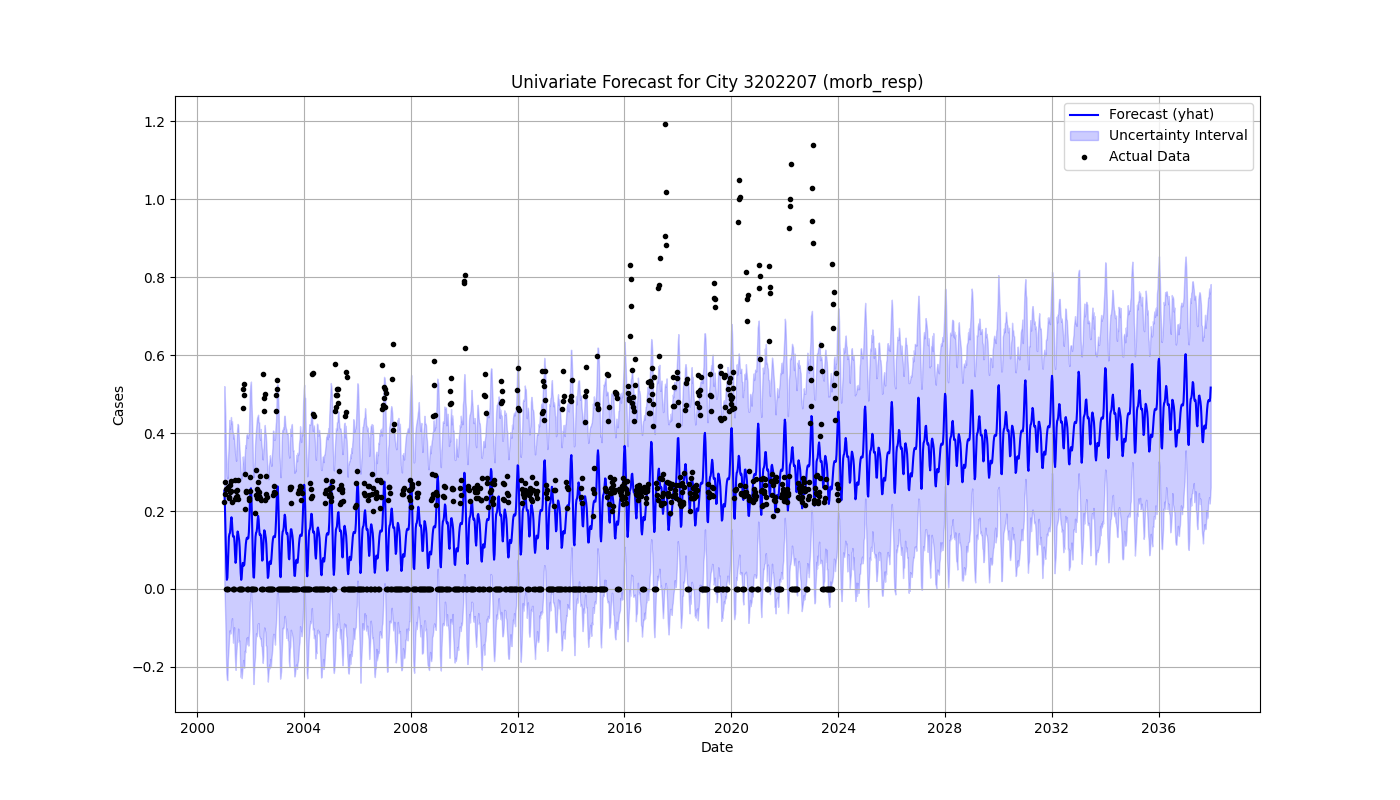 Univariate Forecast for City 3202207 (morb_resp)
Forecast (yhat)
Uncertainty Interval
Actual Data
1.2
1.0
0.8
0.6
0.4
0.2
0.0
−0.2
Cases
2000 2004 2008 2012 2016 2020 2024 2028 2032 2036
Date